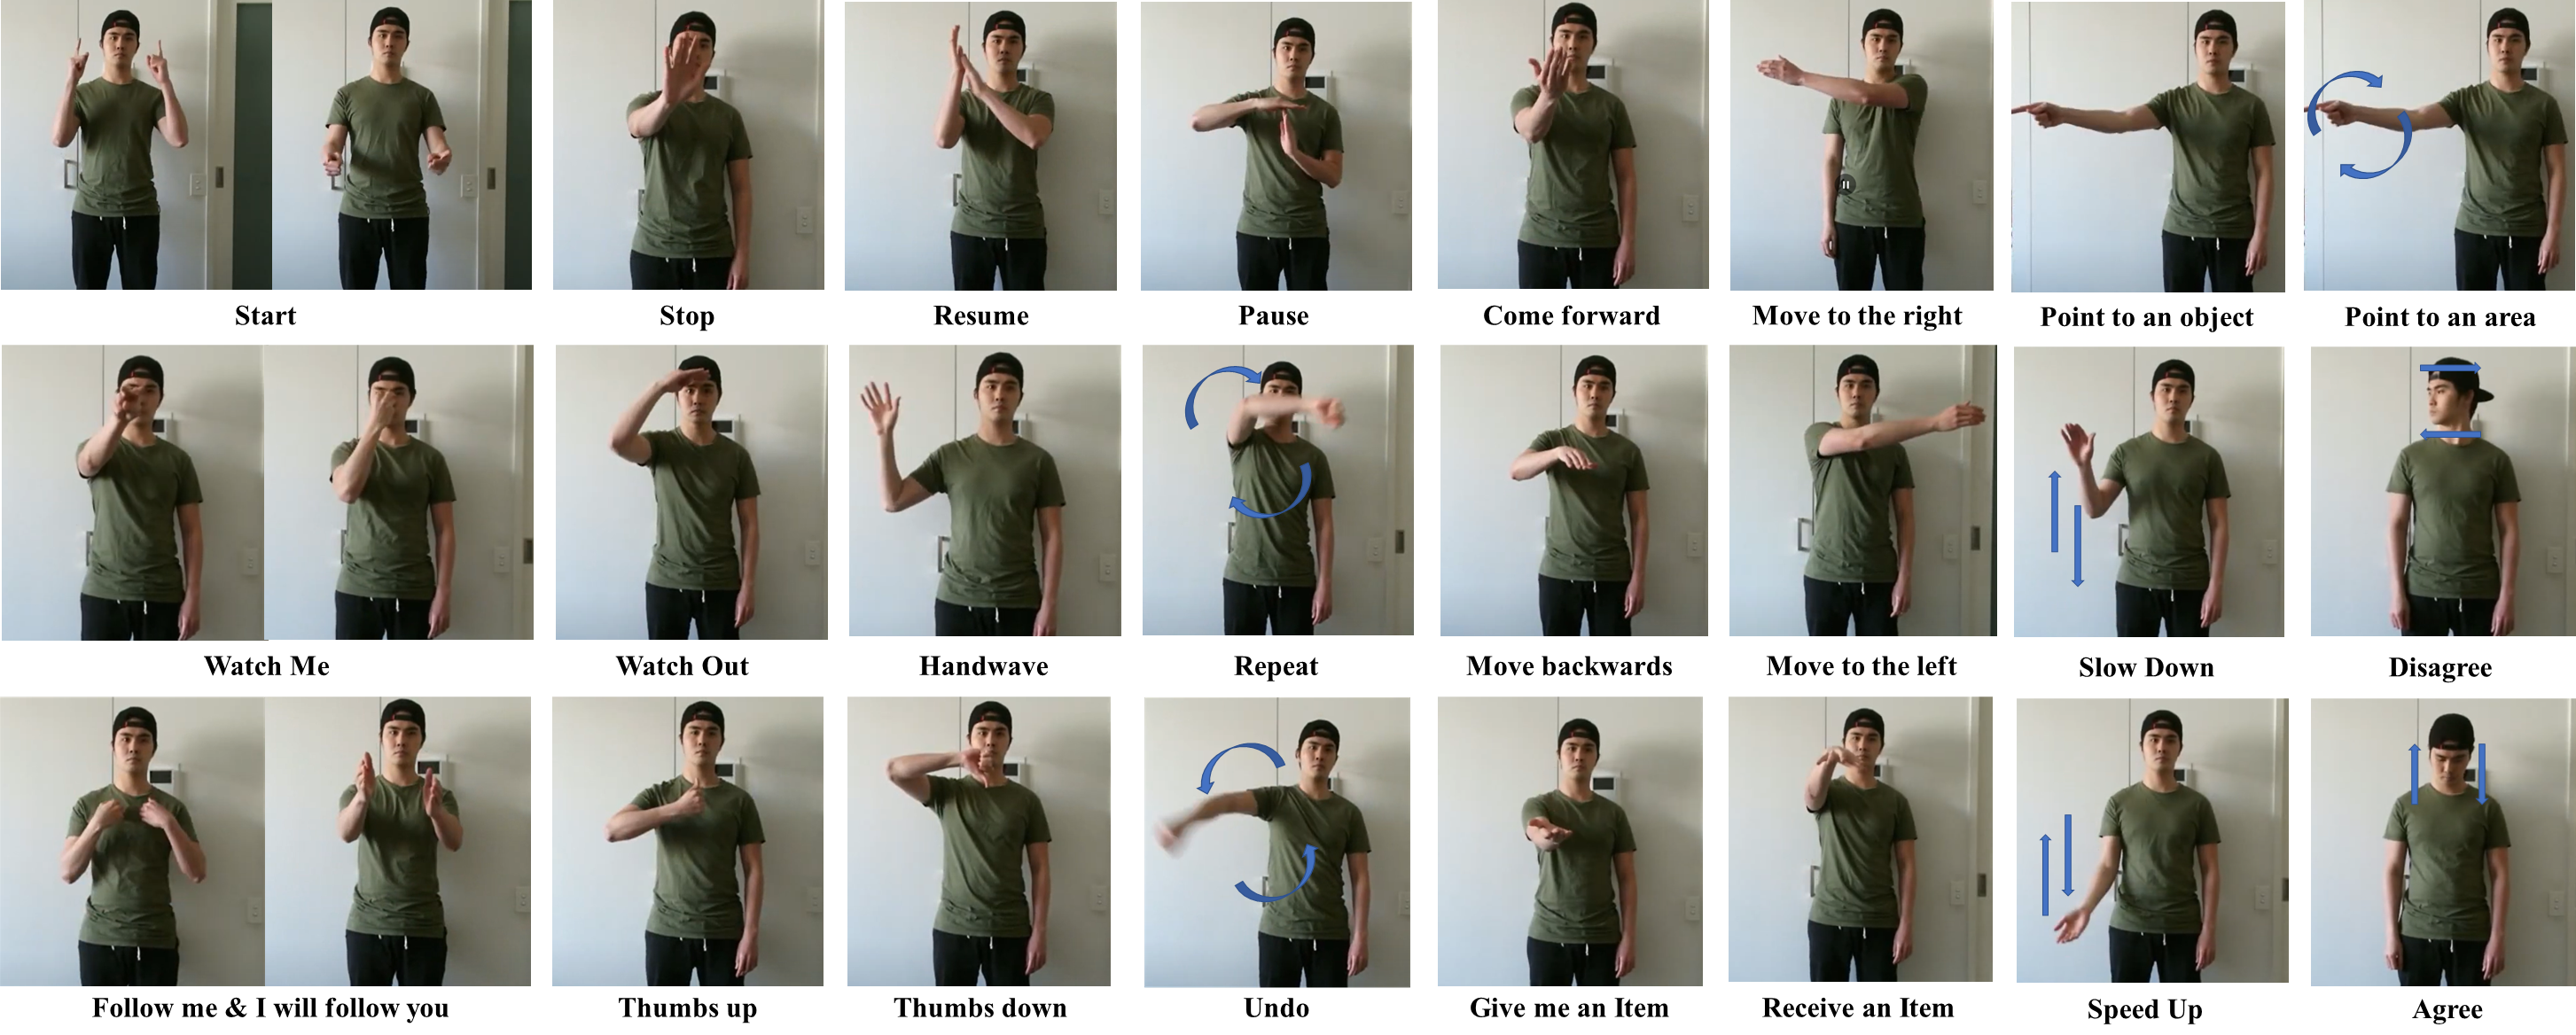 Start
Stop
Resume
Pause
Come forward
Move to the right
Point to an object
Point to an area
Watch Me
Watch Out
Handwave
Repeat
Move backwards
Move to the left
Slow Down
Disagree
Follow me & I will follow you
Thumbs up
Thumbs down
Undo
Give me an Item
Receive an Item
Speed Up
Agree